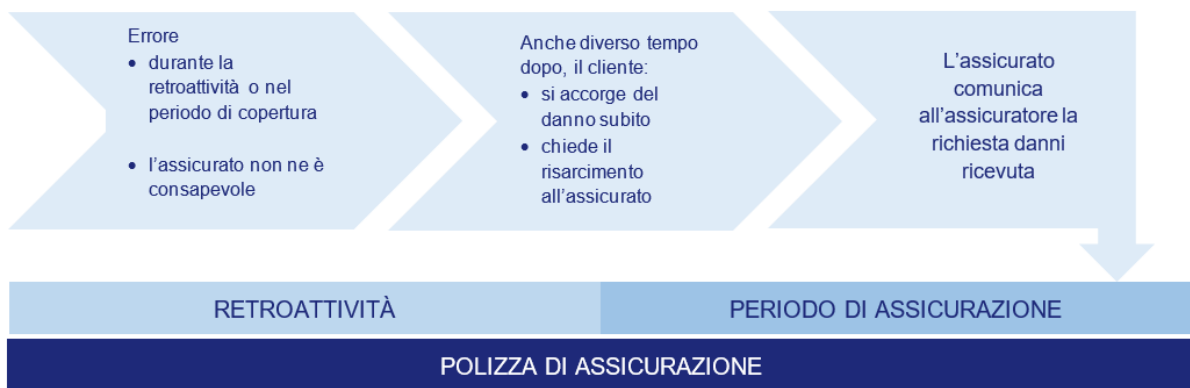 Errore
• durante la
retroattività o nel
periodo di copertura
• l'assicurato non ne è
consapevole
Anche diverso tempo
dopo, il cliente:
• si accorge del
danno subito
• chiede il
risarcimento
all'assicurato
L'assicurato
comunica
all'assicuratore la
richiesta danni
ricevuta
RETROATTIVITÀ
PERIODO DI ASSICURAZIONE
POLIZZA DI ASSICURAZIONE